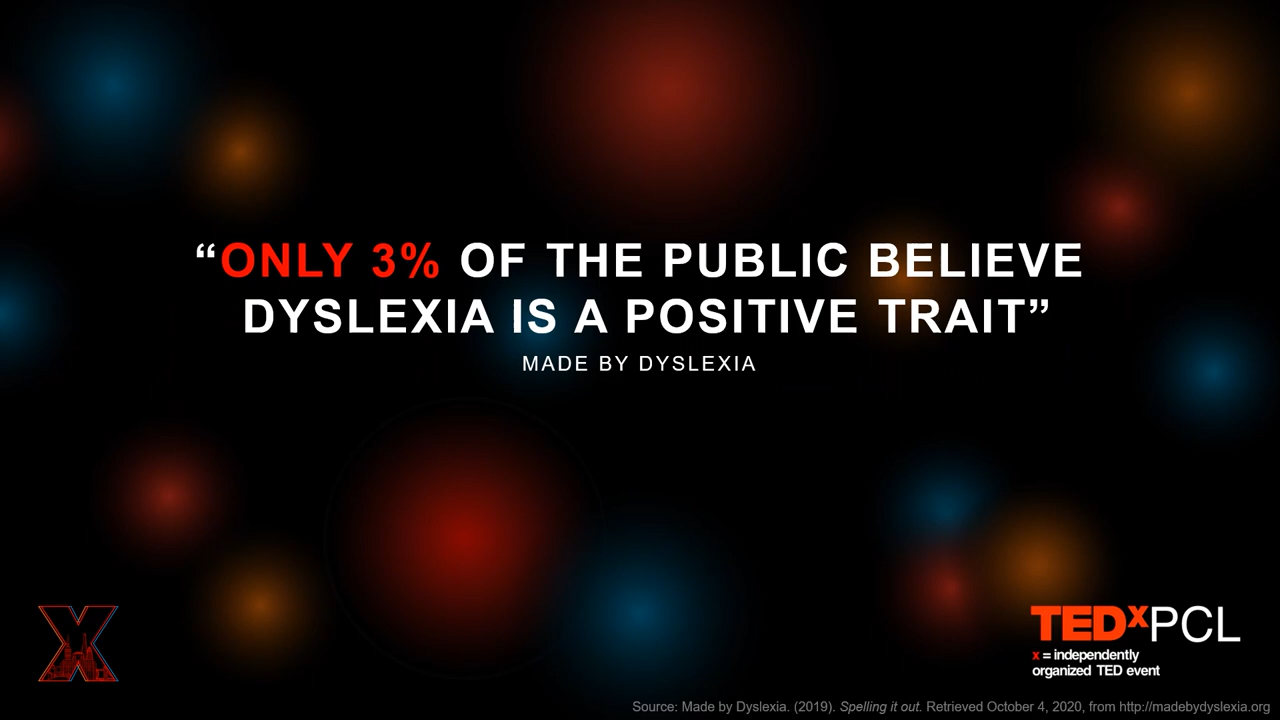 “ONLY 3% OF THE PUBLIC BELIEVE
DYSLEXIA IS A POSITIVE TRAIT”
MADE BY DYSLEXIA
X
TEDxPCL
x = independently
organized TED event
Source: Made by Dyslexia. (2019). Spelling it out. Retrieved October 4, 2020, from http://madebydyslexia.org